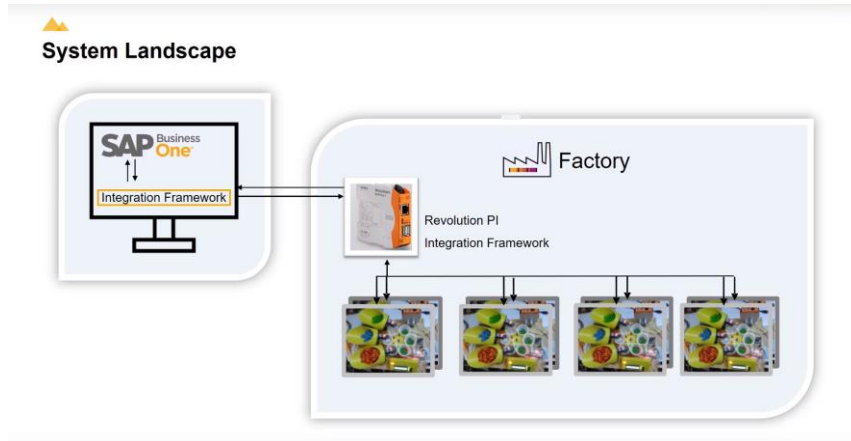 System Landscape
SAP Business One
Integration Framework
Factory
Revolution PI
Integration Framework